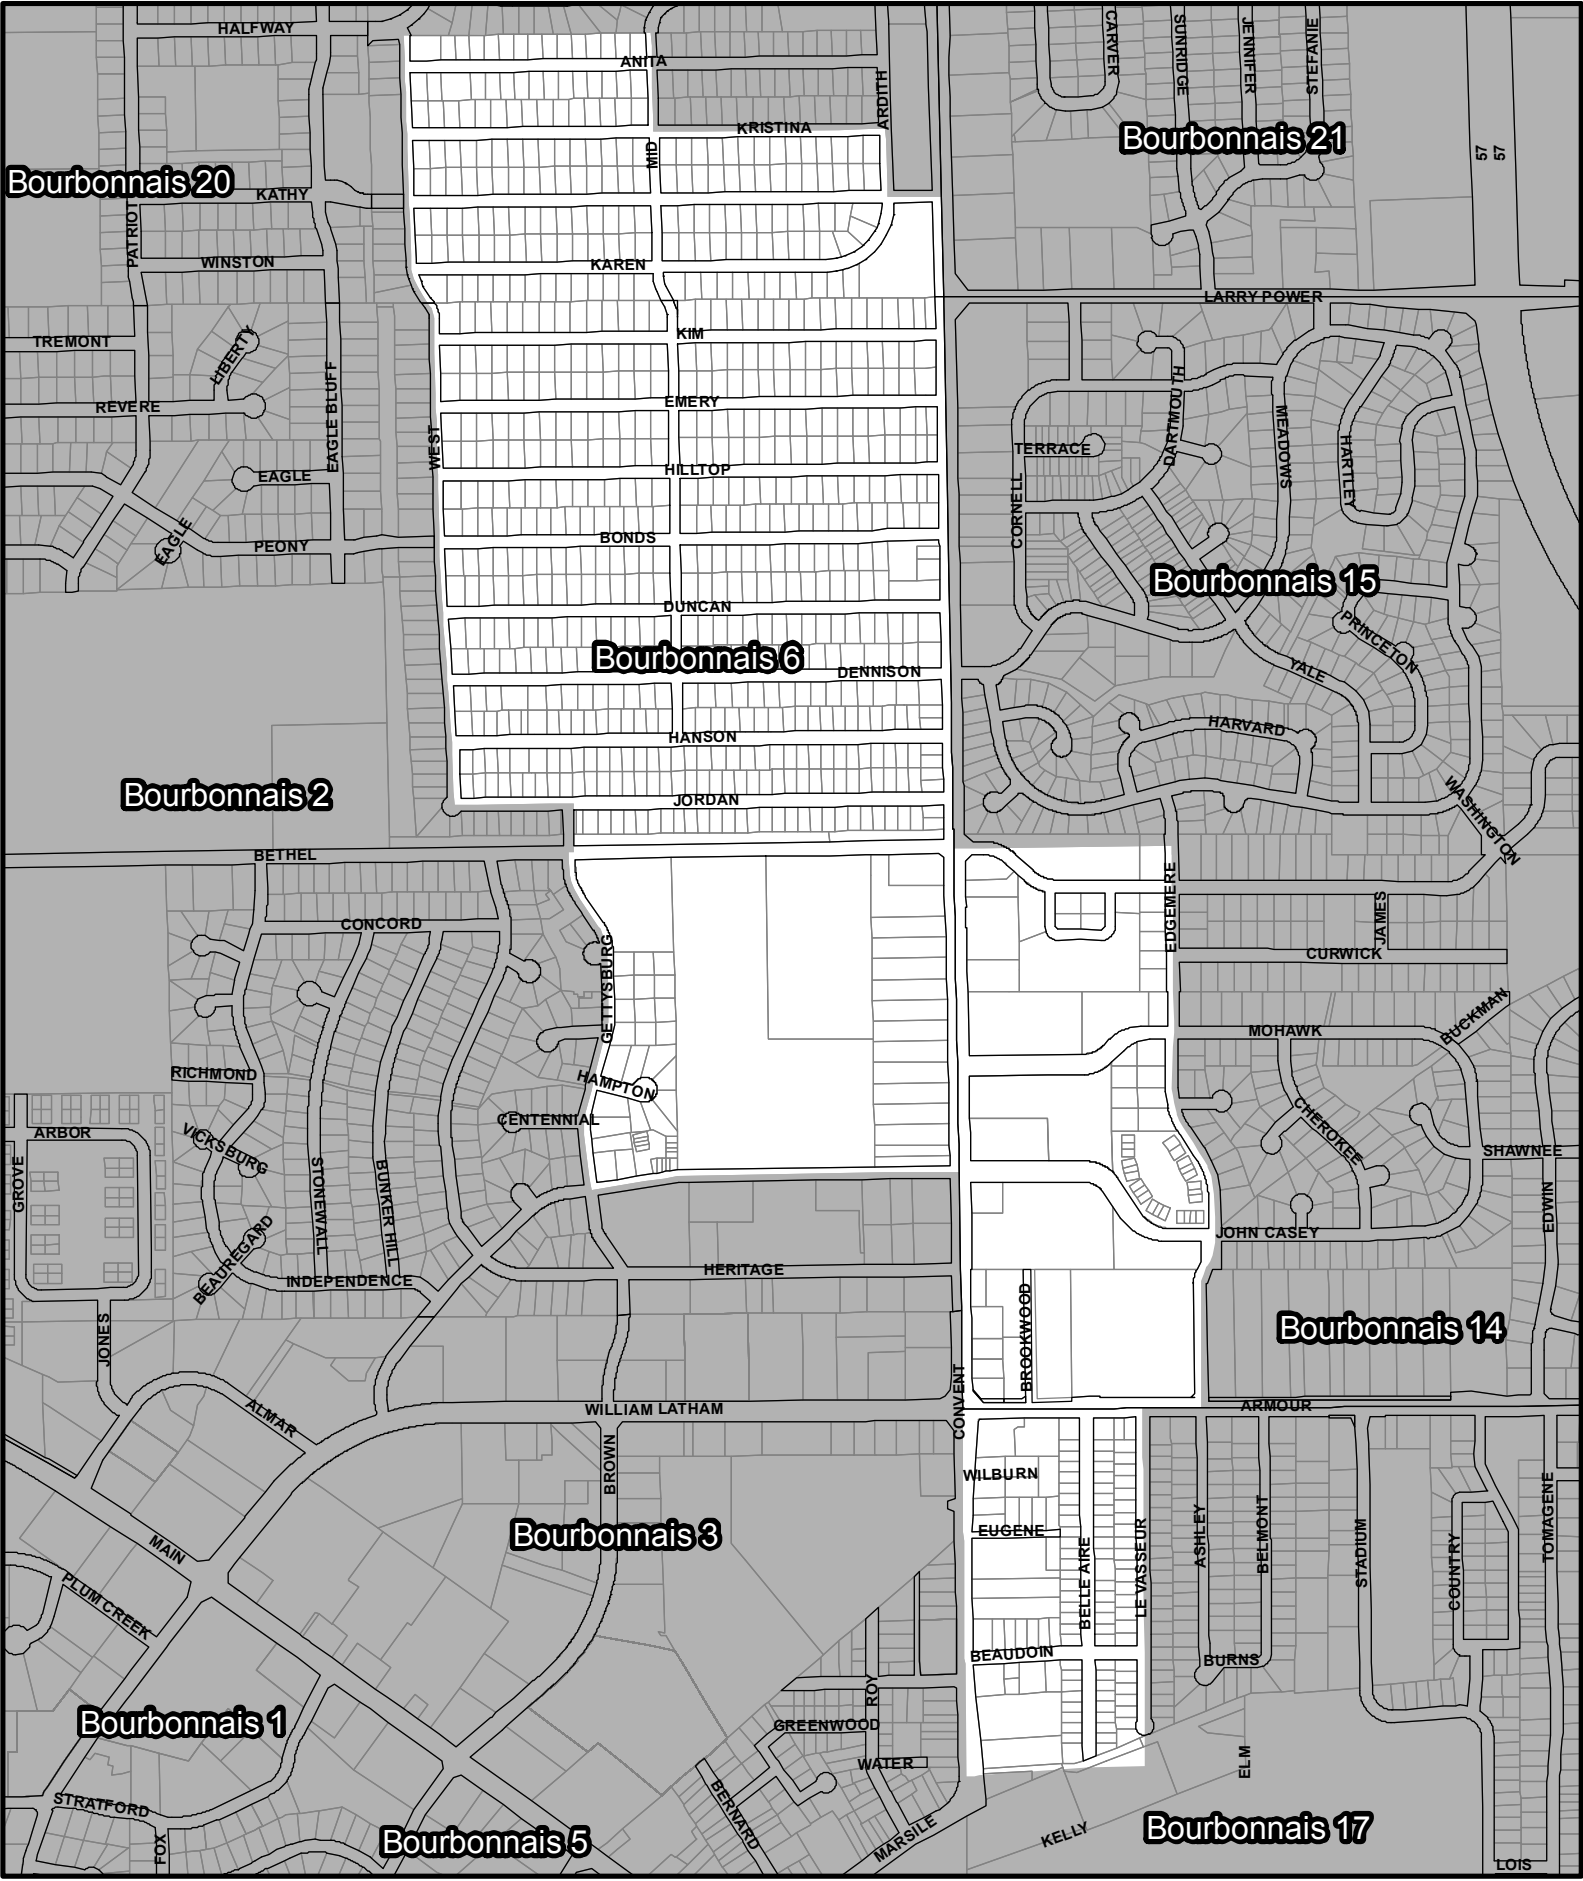 HALFWAY
ANITA
CARVER
SUNRIDGE
JENNIFER
STEFANIE
ARDITH
KRISTINA
Bourbonnais 21
57
57
MID
Bourbonnais 20
KATHY
PATRIOT
WINSTON
KAREN
LARRY POWER
TREMONT
LIBERTY
KIM
EAGLE BLUFF
DARTMOUTH
REVERE
EMERY
MEADOWS
HARTLEY
WEST
TERRACE
HILLTOP
EAGLE
CORNELL
EAGLE
PEONY
BONDS
Bourbonnais 15
DUNCAN
PRINCETON
Bourbonnais 6
DENNISON
YALE
HARVARD
HANSON
Bourbonnais 2
JORDAN
WASHINGTON
BETHEL
EDGEMERE
JAMES
CONCORD
CURWICK
GETTYSBURG
BUCKMAN
MOHAWK
RICHMOND
HAMPTON
CENTENNIAL
CHEROKEE
ARBOR
VICKSBURG
SHAWNEE
GROVE
STONEWALL
BUNKER HILL
EDWIN
BEAUREGARD
JOHN CASEY
HERITAGE
INDEPENDENCE
BROOKWOOD
Bourbonnais 14
JONES
CONVENT
ALMAR
WILLIAM LATHAM
ARMOUR
BROWN
WILBURN
TOMAGENE
EUGENE
Bourbonnais 3
MAIN
BELLE AIRE
LE VASSEUR
ASHLEY
BELMONT
STADIUM
COUNTRY
PLUM CREEK
BEAUDOIN
BURNS
ROY
Bourbonnais 1
GREENWOOD
WATER
ELM
STRATFORD
BERNARD
FOX
Bourbonnais 5
MARSILE
KELLY
Bourbonnais 17
LOIS